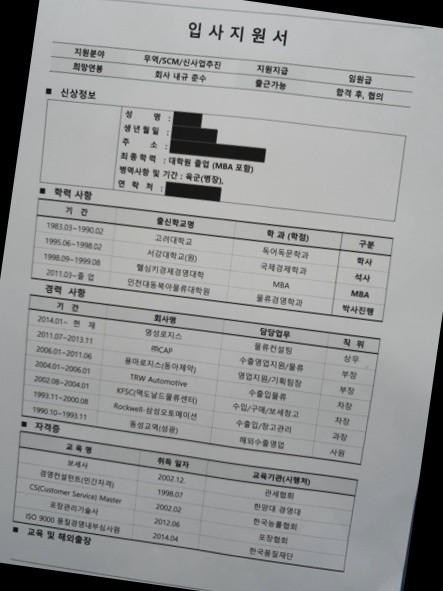 입 사 지 원 서
지원분야 무역/SCM/신사업추진 지원직급 임원급
희망연봉 회사 내규 준수 출근가능 합격 후, 협의
■ 신상정보
성 명 :
생년월일 :
주 소 :
최종학력 : 대학원 졸업 (MBA 포함)
병역사항 및 기간 : 육군(병장),
연 락 처 :
■ 학력 사항
기 간 출신학교명 학 과 (학점) 구분
1983.03~1990.02 고려대학교 독어독문학과 학사
1995.06~1998.02 서강대학교(원) 국제경제학과 석사
1998.09~1999.08 헬싱키경제경영대학 MBA MBA
2011.03~졸 업 인천대동북아물류대학원 물류경영학과 박사진행
경력 사항
기 간 회사명 담당업무 직 위
2014.01~ 현 재 명성로지스 물류컨설팅 상무
2011.07~2013.11 ㈜CAP 수출영업지원/물류 부장
2006.01~2011.06 용마로지스(동아제약) 영업지원/기획팀장 부장
2004.01~2006.01 TRW Automotive 수출입물류 차장
2002.08~2004.01 KFSC(맥도날드물류센터) 수입/구매/보세창고 차장
1993.11~2000.08 Rockwell 삼성오토메이션 수출입/창고관리 과장
1990.10~1993.11 동성교역(성광) 해외수출영업 사원
■ 자격증
교 육 명 취득 일자 교육기관(시행처)
보세사 2002.12. 관세협회
경영컨설턴트(민간자격) 1998.07 한양대 경영대
CS(Customer Service) Master 2002.02 한국능률협회
포장관리기술사 2012.06 포장협회
ISO 9000 품질경영내부심사원 2014.04 한국품질재단
■ 교육 및 해외출장